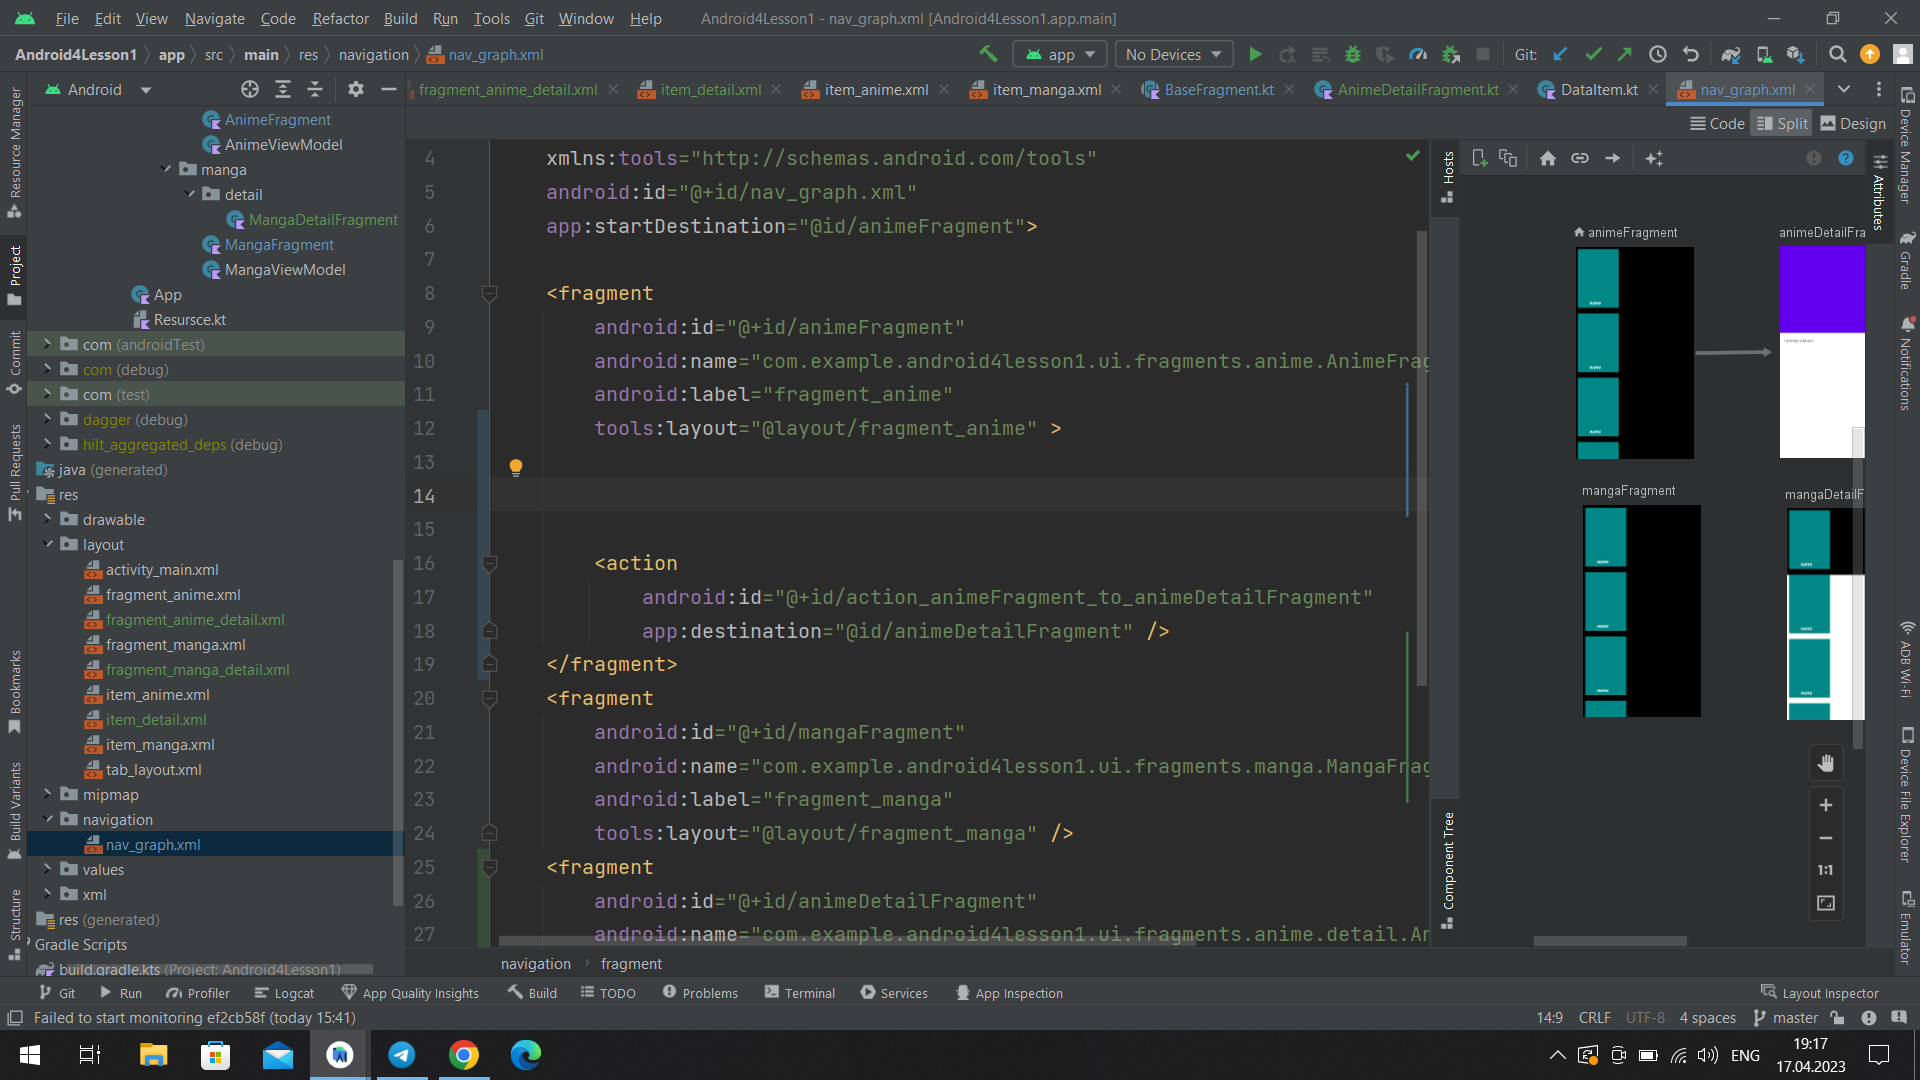 File Edit View Navigate Code Refactor Build Run Tools Git Window Help Android4Lesson1 - nav_graph.xml [Android4Lesson1.app.main]
Android4Lesson1 app src main res navigation nav_graph.xml app No Devices Git:
Android fragment_anime_detail.xml item_detail.xml item_anime.xml item_manga.xml BaseFragment.kt AnimeDetailFragment.kt DataItem.kt nav_graph.xml
Code Split Design
Resource Manager
Project
Commit
Pull Requests
Bookmarks
Build Variants
Structure
AnimeFragment
AnimeViewModel
manga
detail
MangaDetailFragment
MangaFragment
MangaViewModel
App
Resursce.kt
com (androidTest)
com (debug)
com (test)
dagger (debug)
hilt_aggregated_deps (debug)
java (generated)
res
drawable
layout
activity_main.xml
fragment_anime.xml
fragment_anime_detail.xml
fragment_manga.xml
fragment_manga_detail.xml
item_anime.xml
item_detail.xml
item_manga.xml
tab_layout.xml
mipmap
navigation
nav_graph.xml
values
xml
res (generated)
Gradle Scripts
build.gradle.kts (Project: Android4Lesson1)
4 xmlns:tools="http://schemas.android.com/tools"
5 android:id="@+id/nav_graph.xml"
6 app:startDestination="@id/animeFragment">
7
8 <fragment
9 android:id="@+id/animeFragment"
10 android:name="com.example.android4lesson1.ui.fragments.anime.AnimeFrag
11 android:label="fragment_anime"
12 tools:layout="@layout/fragment_anime" >
13
14
15
16 <action
17 android:id="@+id/action_animeFragment_to_animeDetailFragment"
18 app:destination="@id/animeDetailFragment" />
19 </fragment>
20 <fragment
21 android:id="@+id/mangaFragment"
22 android:name="com.example.android4lesson1.ui.fragments.manga.MangaFrag
23 android:label="fragment_manga"
24 tools:layout="@layout/fragment_manga" />
25 <fragment
26 android:id="@+id/animeDetailFragment"
27 android:name="com.example.android4lesson1.ui.fragments.anime.detail.An
navigation fragment
Hosts
Component Tree
animeFragment
animeDetailFra
name
name
name
mangaFragment
mangaDetailF
name
name
name
name
name
name
1:1
Attributes
Device Manager
Gradle
Notifications
ADB Wi-Fi
Device File Explorer
Emulator
Git Run Profiler Logcat App Quality Insights Build TODO Problems Terminal Services App Inspection Layout Inspector
Failed to start monitoring ef2cb58f (today 15:41) 14:9 CRLF UTF-8 4 spaces master
ENG 19:17
17.04.2023